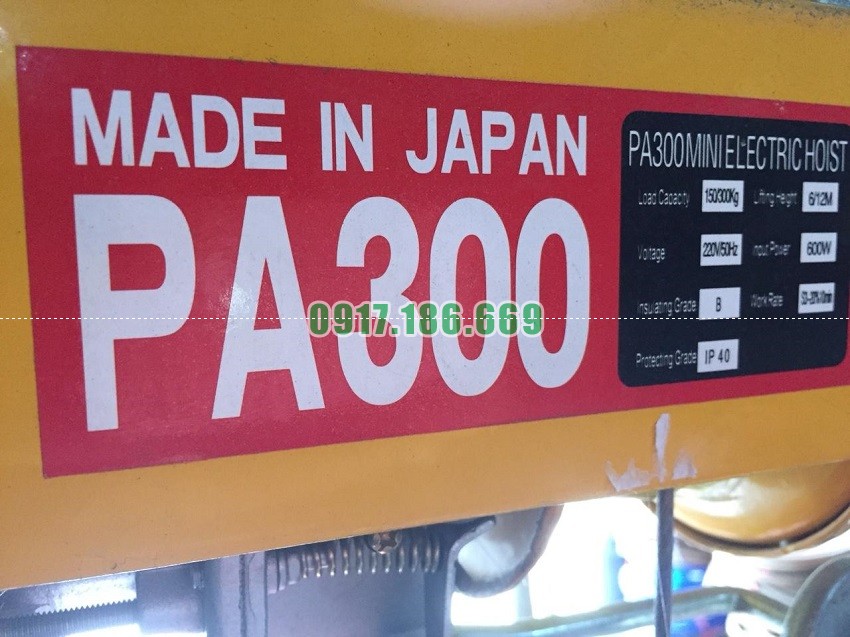 MADE IN JAPAN
PA300
0917.186.669
PA300MINI ELECTRIC HOIST
Load Capacity 150/300Kg Lifting Height 6/12M
Voltage 220V/50Hz Input Power 600W
Insulating Grade B Work Rate
Protecting Grade IP 40